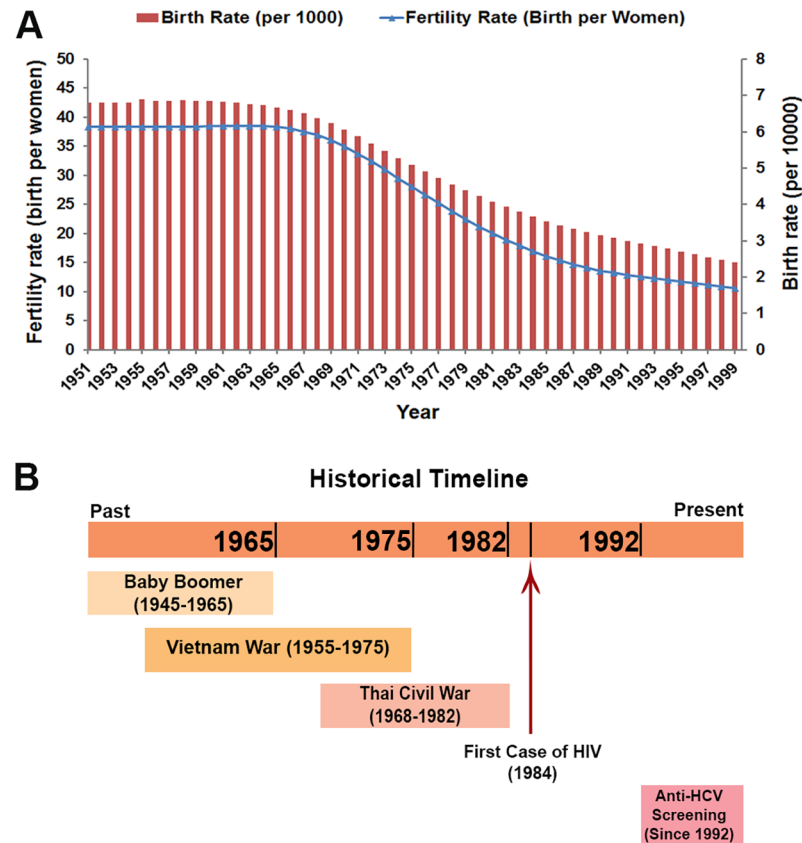 A
Birth Rate (per 1000) Fertility Rate (Birth per Women)
Fertility rate (birth per women)
50
45
40
35
30
25
20
15
10
5
0
8
7
6
5
4
3
2
1
0
Birth rate (per 10000)
1951 1953 1955 1957 1959 1961 1963 1965 1967 1969 1971 1973 1975 1977 1979 1981 1983 1985 1987 1989 1991 1993 1995 1997 1999
Year
B
Historical Timeline
Past Present
1965 1975 1982 1992
Baby Boomer
(1945-1965)
Vietnam War (1955-1975)
Thai Civil War
(1968-1982)
First Case of HIV
(1984)
Anti-HCV
Screening
(Since 1992)